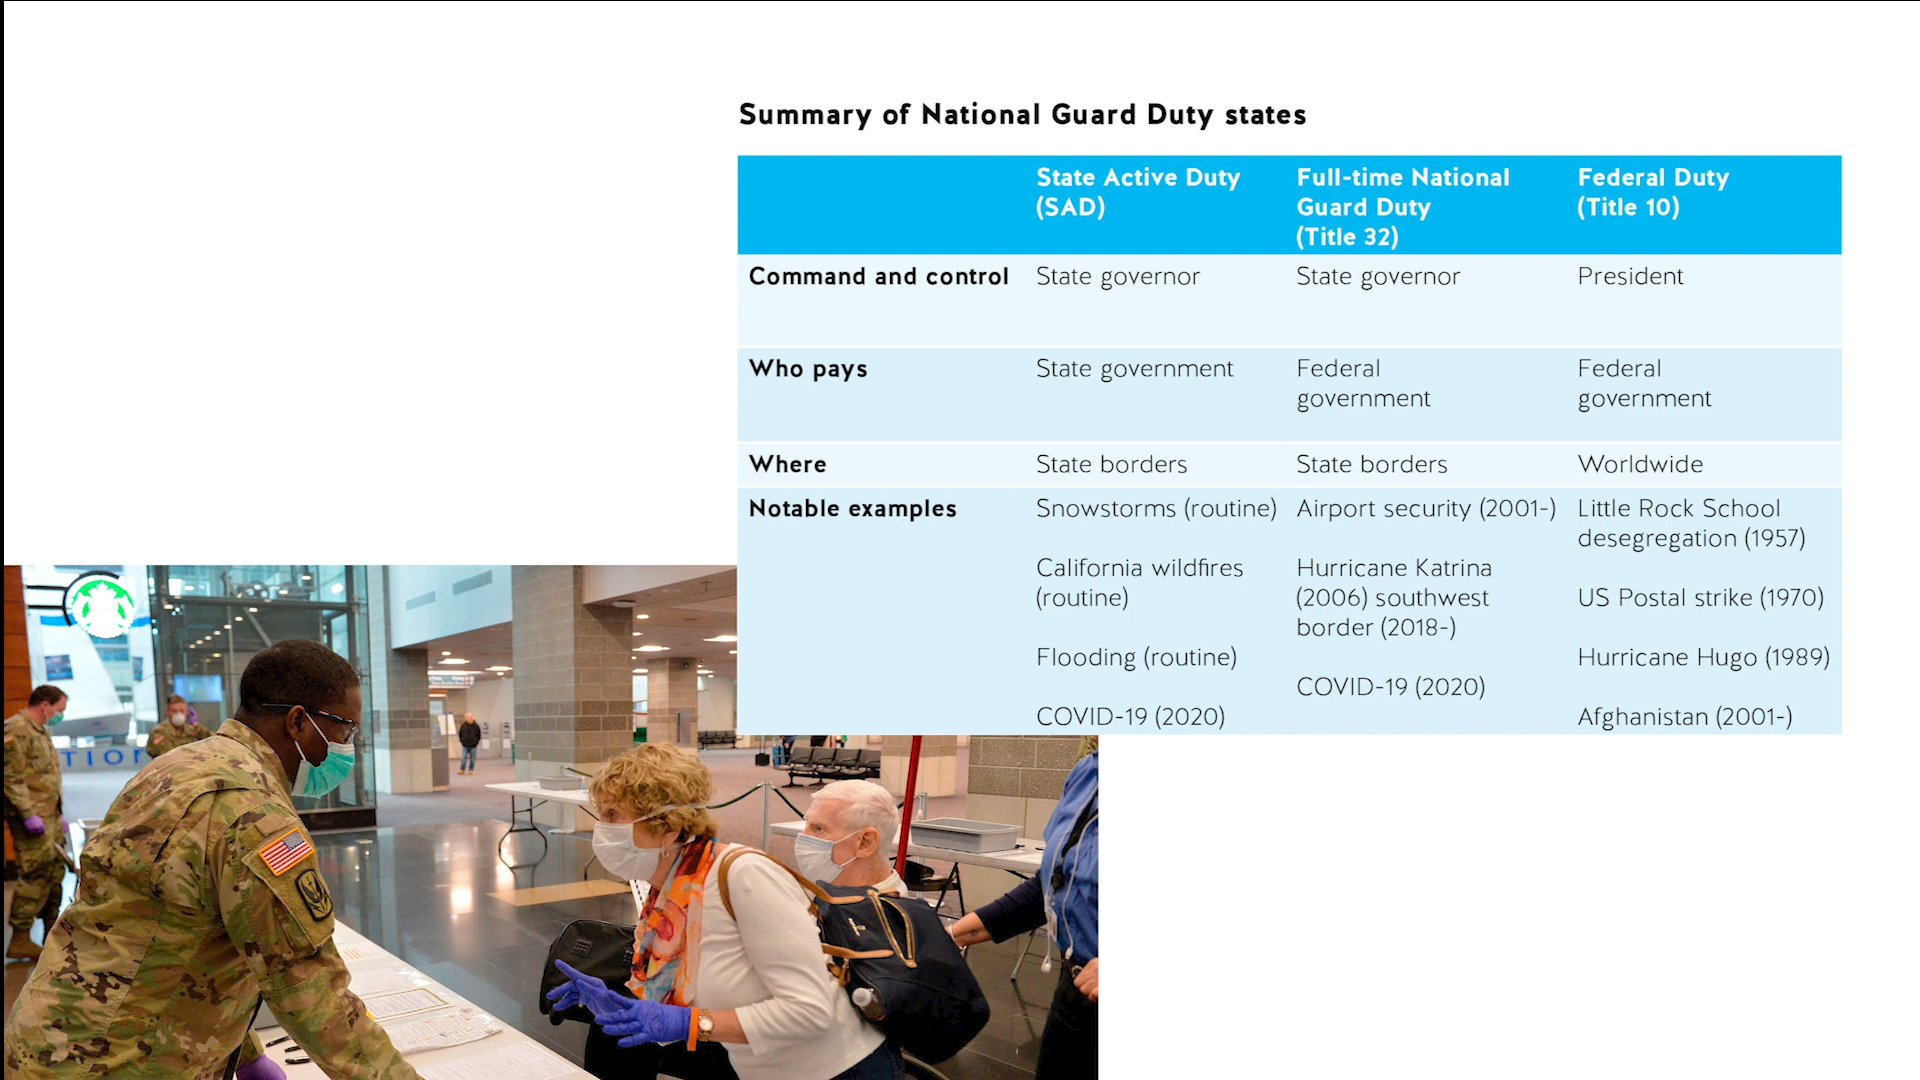 Summary of National Guard Duty states
State Active Duty
(SAD)
Full-time National
Guard Duty
(Title 32)
Federal Duty
(Title 10)
Command and control
State governor
State governor
President
Who pays
State government
Federal
government
Federal
government
Where
State borders
State borders
Worldwide
Notable examples
Snowstorms (routine)
California wildfires
(routine)
Flooding (routine)
COVID-19 (2020)
Airport security (2001-)
Hurricane Katrina
(2006) southwest
border (2018-)
COVID-19 (2020)
Little Rock School
desegregation (1957)
US Postal strike (1970)
Hurricane Hugo (1989)
Afghanistan (2001-)